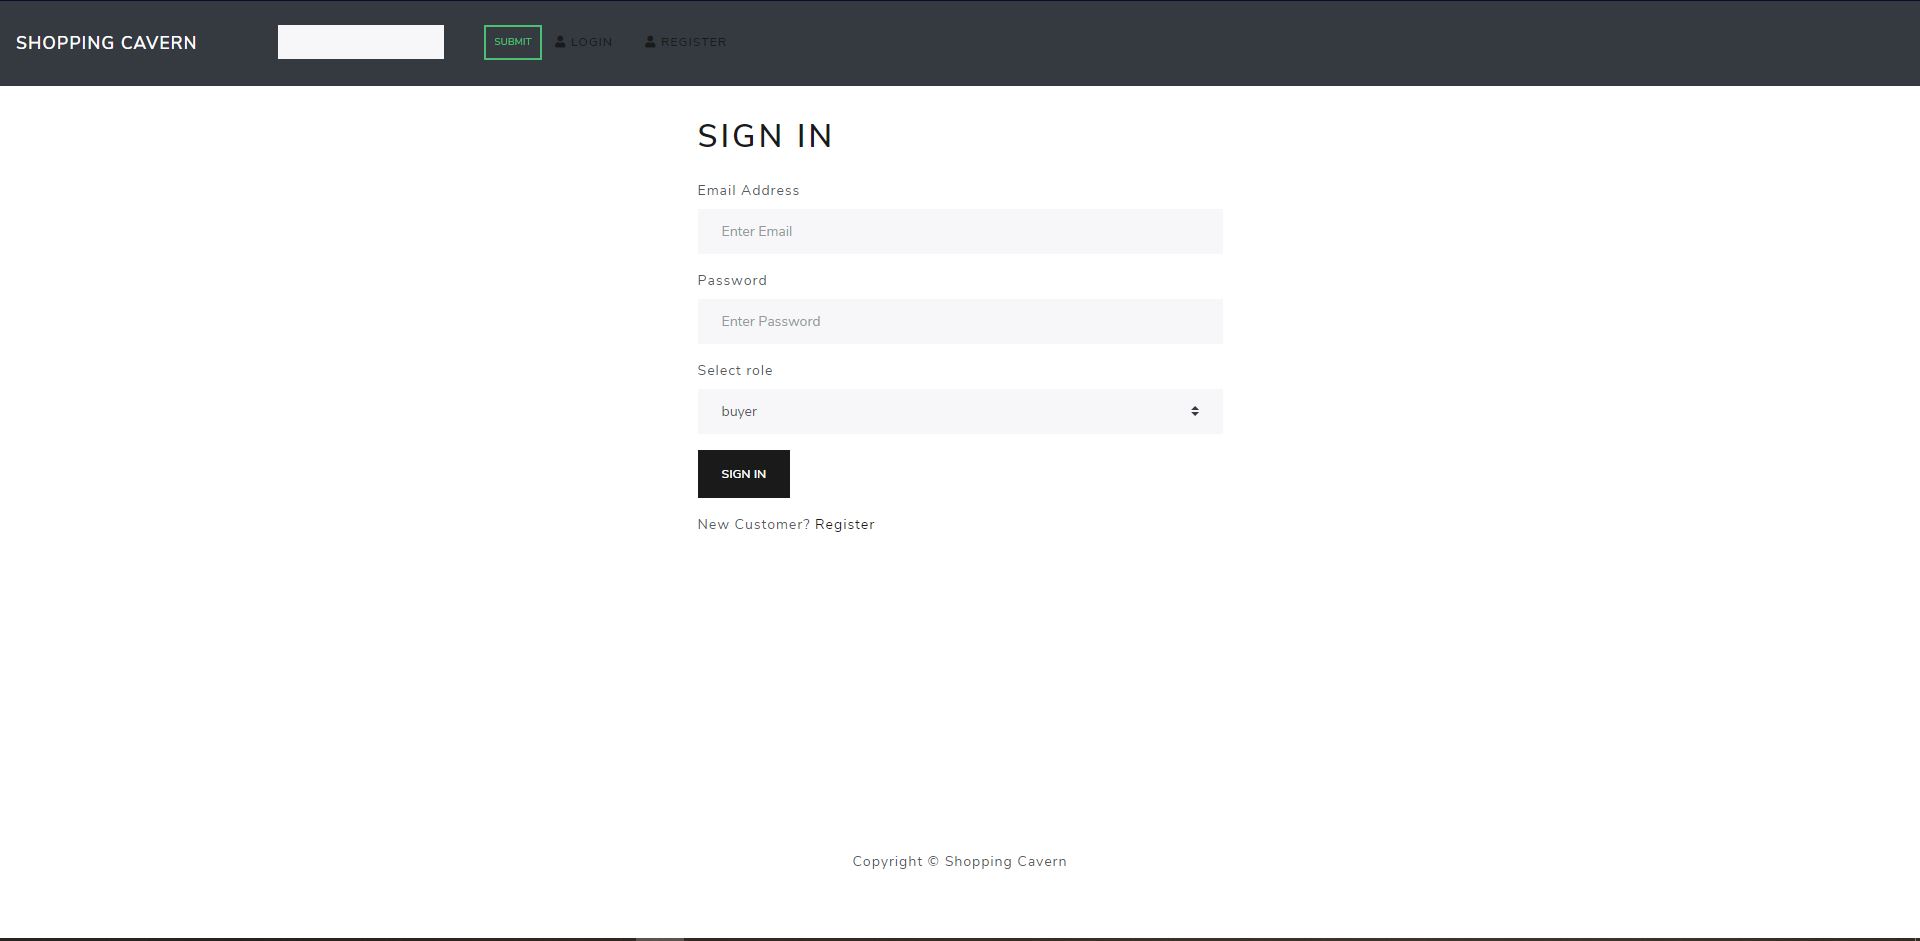 SHOPPING CAVERN
SUBMIT
LOGIN
REGISTER
SIGN IN
Email Address
Enter Email
Password
Enter Password
Select role
buyer
SIGN IN
New Customer? Register
Copyright © Shopping Cavern